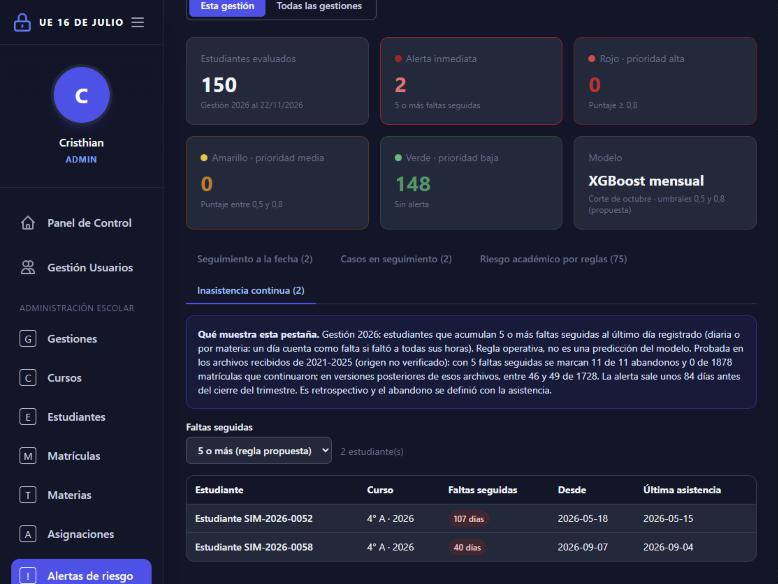 UE 16 DE JULIO
C
Cristhian
ADMIN
Panel de Control
Gestión Usuarios
ADMINISTRACIÓN ESCOLAR
G Gestiones
C Cursos
E Estudiantes
M Matrículas
T Materias
A Asignaciones
! Alertas de riesgo
Esta gestión Todas las gestiones
Estudiantes evaluados
150
Gestión 2026 al 22/11/2026
Alerta inmediata
2
5 o más faltas seguidas
Rojo · prioridad alta
0
Puntaje ≥ 0,8
Amarillo · prioridad media
0
Puntaje entre 0,5 y 0,8
Verde · prioridad baja
148
Sin alerta
Modelo
XGBoost mensual
Corte de octubre · umbrales 0,5 y 0,8
(propuesta)
Seguimiento a la fecha (2) Casos en seguimiento (2) Riesgo académico por reglas (75)
Inasistencia continua (2)
Qué muestra esta pestaña. Gestión 2026: estudiantes que acumulan 5 o más faltas seguidas al último día registrado (diaria o
por materia: un día cuenta como falta si faltó a todas sus horas). Regla operativa, no es una predicción del modelo. Probada en
los archivos recibidos de 2021-2025 (origen no verificado): con 5 faltas seguidas se marcan 11 de 11 abandonos y 0 de 1878
matrículas que continuaron; en versiones posteriores de esos archivos, entre 46 y 49 de 1728. La alerta sale unos 84 días antes
del cierre del trimestre. Es retrospectivo y el abandono se definió con la asistencia.
Faltas seguidas
5 o más (regla propuesta) 2 estudiante(s)
Estudiante Curso Faltas seguidas Desde Última asistencia
Estudiante SIM-2026-0052 4° A · 2026 107 días 2026-05-18 2026-05-15
Estudiante SIM-2026-0058 4° A · 2026 40 días 2026-09-07 2026-09-04